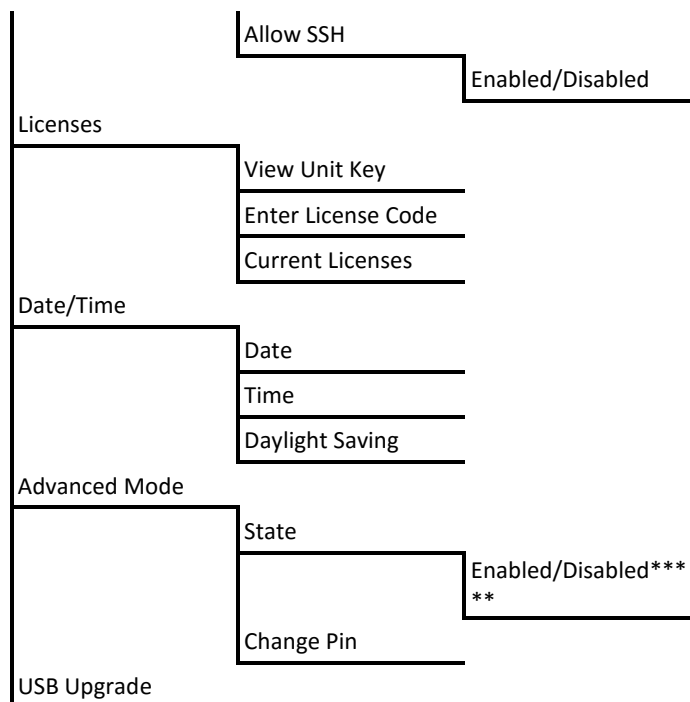 Allow SSH
Enabled/Disabled
Licenses
View Unit Key
Enter License Code
Current Licenses
Date/Time
Date
Time
Daylight Saving
Advanced Mode
State
Enabled/Disabled***
**
Change Pin
USB Upgrade